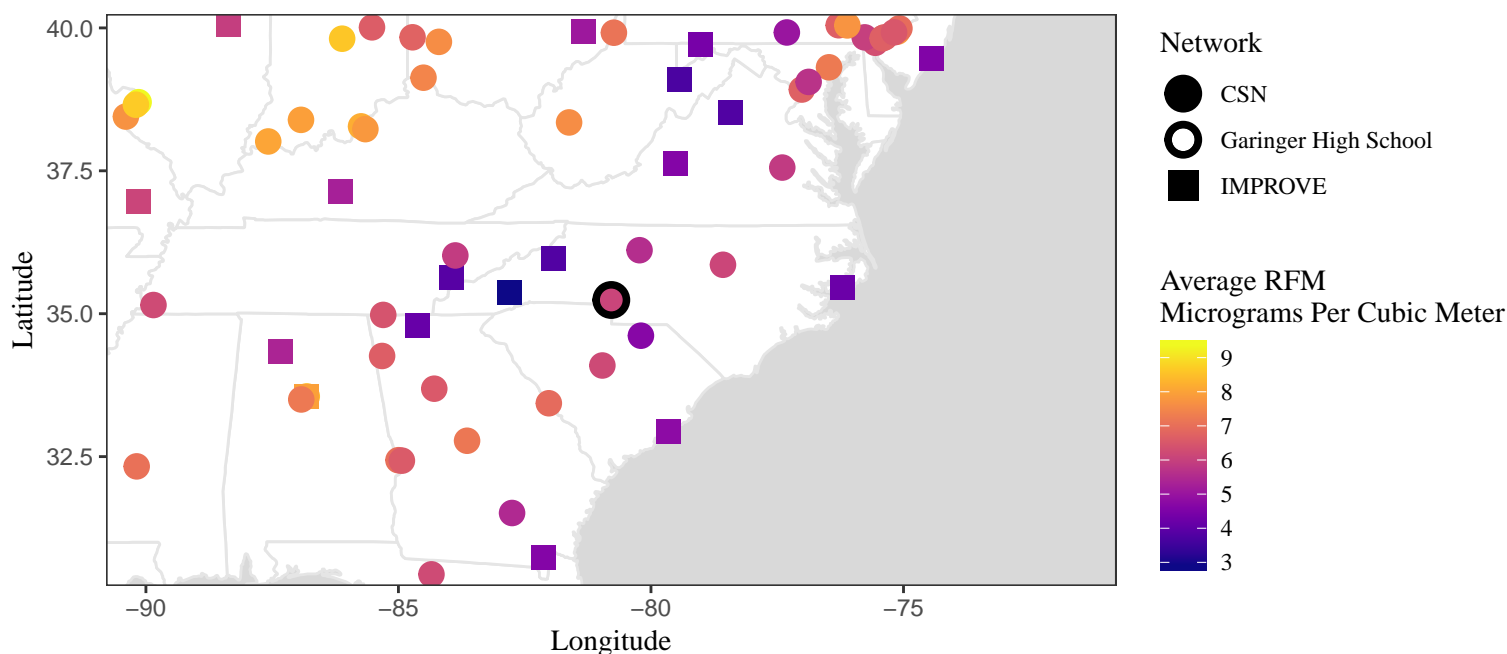 40.0
37.5
35.0
32.5
Latitude
−90
−85
−80
−75
Longitude
Network
CSN
Garinger High School
IMPROVE
Average RFM
Micrograms Per Cubic Meter
9
8
7
6
5
4
3